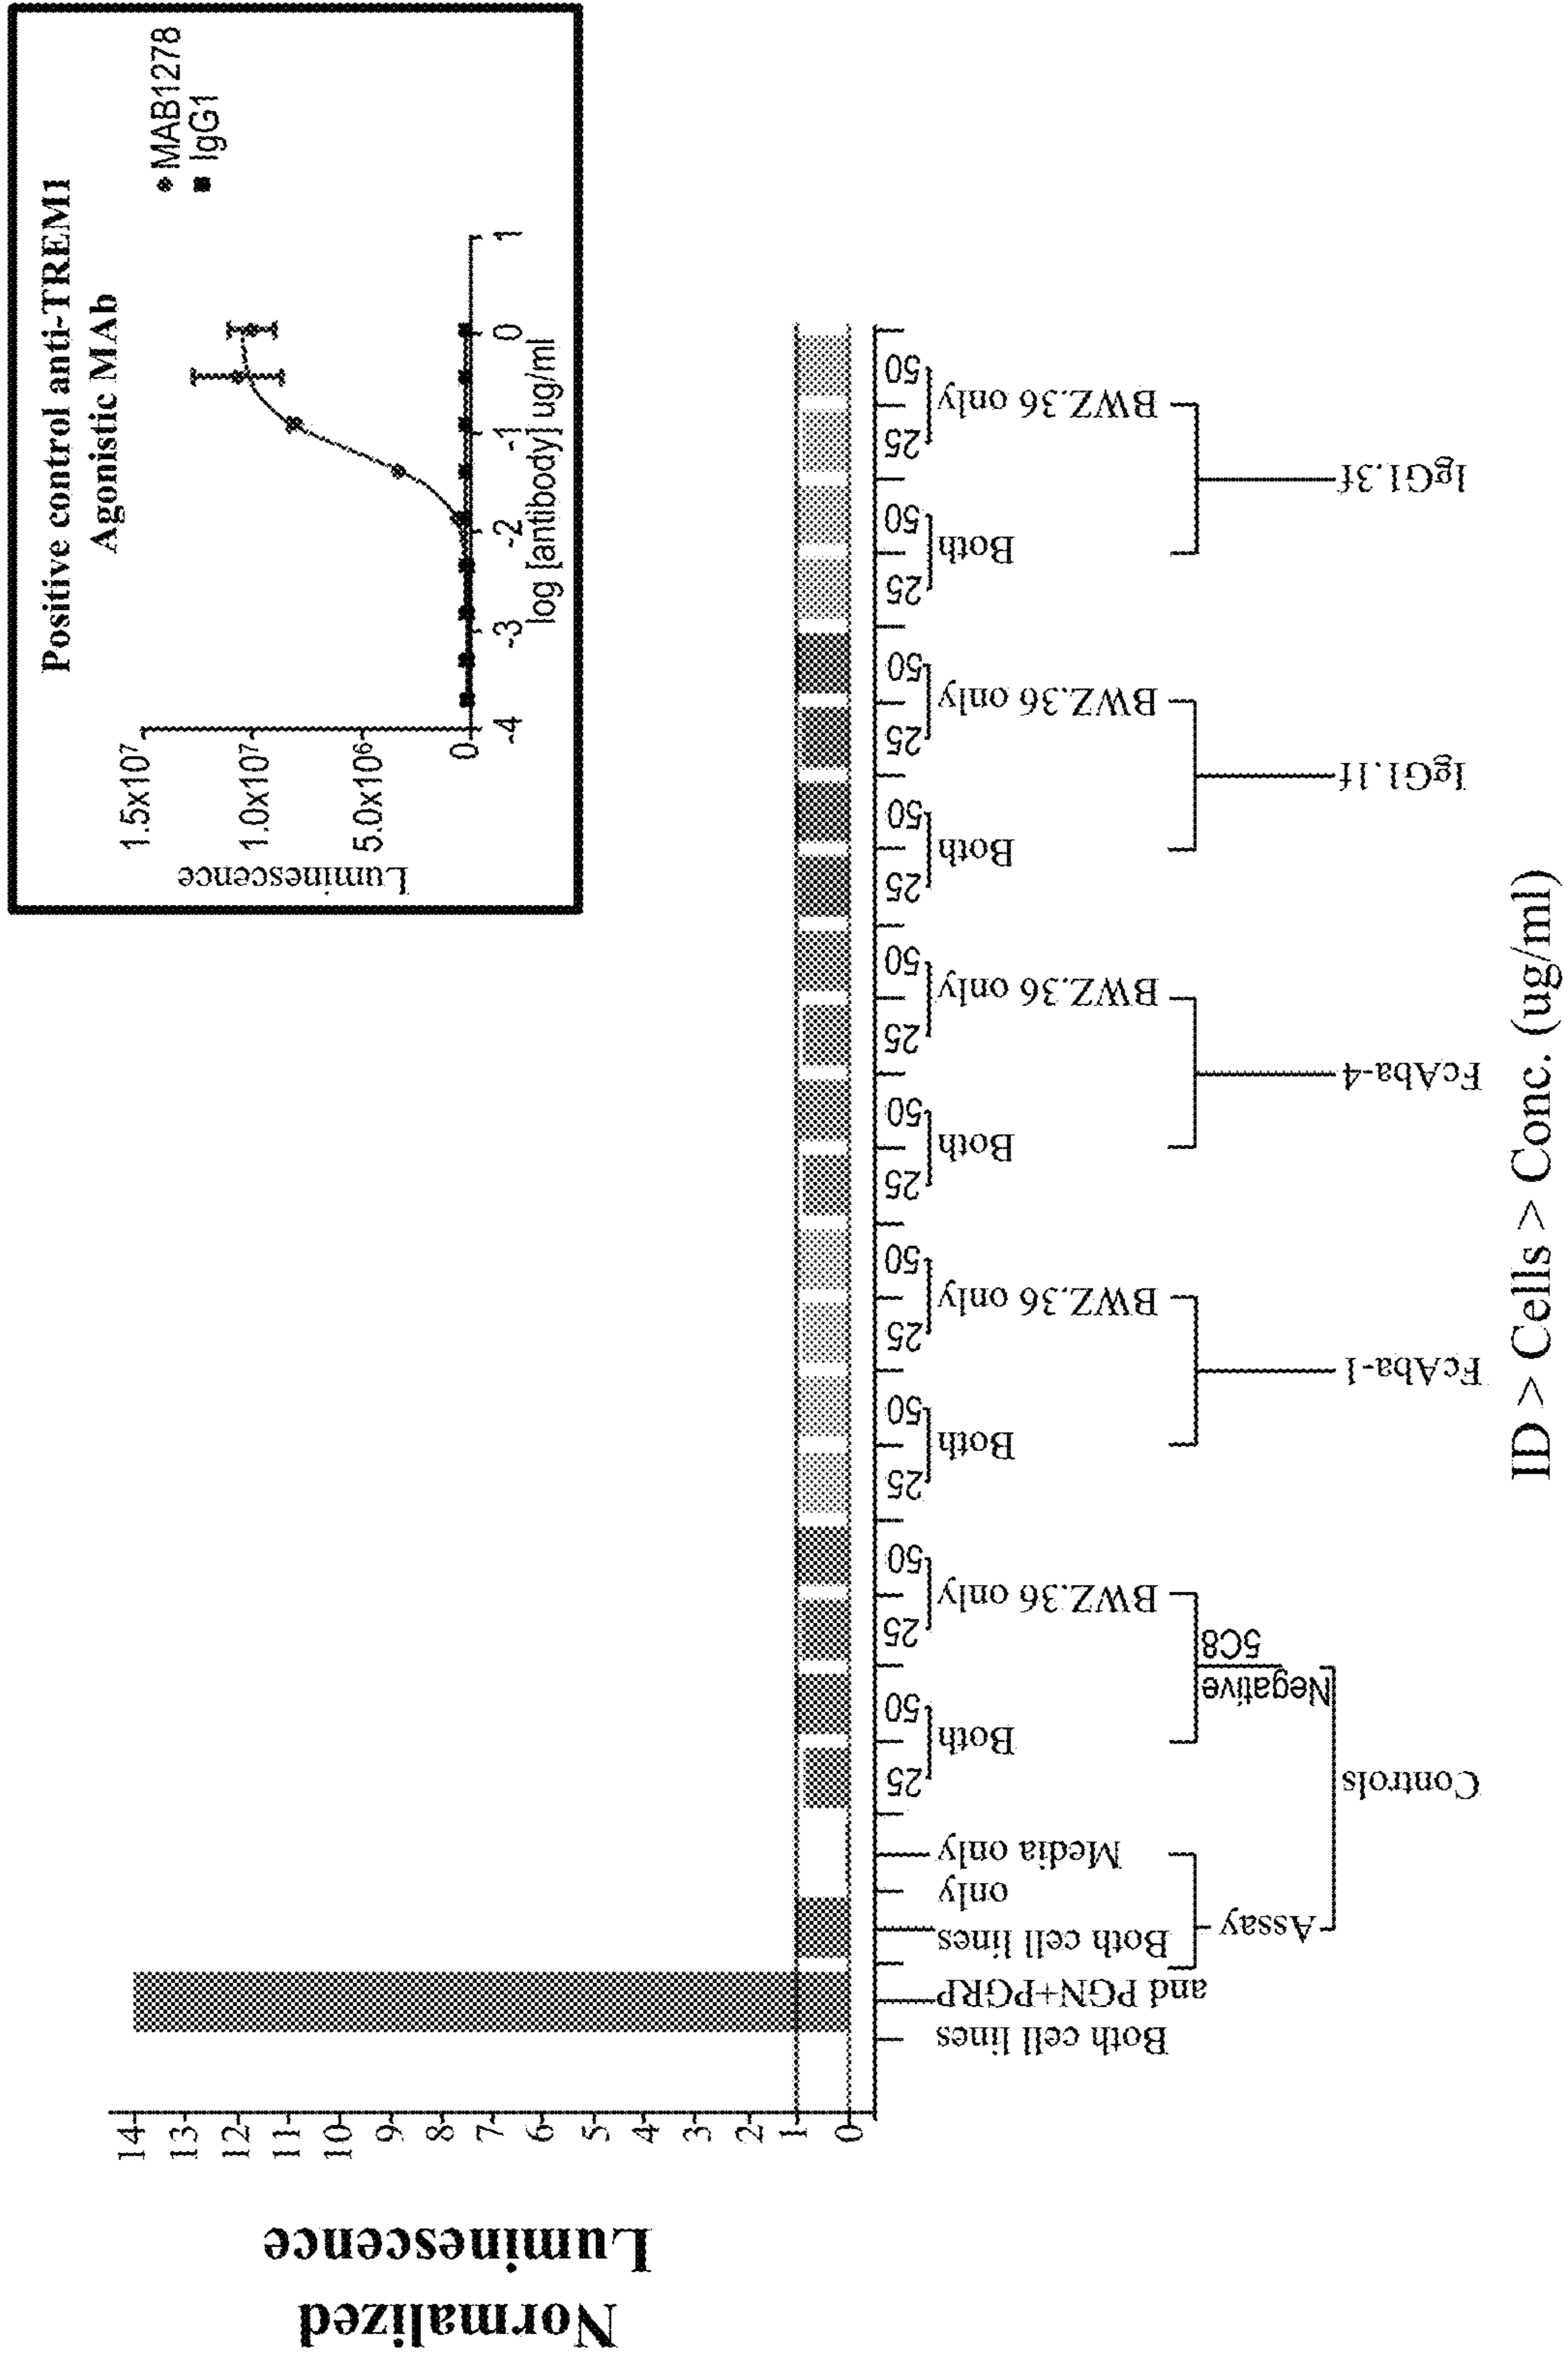 Positive control anti-TREM1
Agonistic MAb
MAB1278
IgG1
Luminescence
1.5x10⁷
1.0x10⁷
5.0x10⁶
0
-4
-3
-2
-1
0
1
log [antibody] ug/ml
Normalized
Luminescence
14
13
12
11
10
9
8
7
6
5
4
3
2
1
0
Both cell lines
and PGN+PGRP
Both cell lines
only
Media only
Assay
25
50
Both
25
50
BWZ.36 only
Negative
5C8
Controls
25
50
Both
25
50
BWZ.36 only
FcAba-1
25
50
Both
25
50
BWZ.36 only
FcAba-4
25
50
Both
25
50
BWZ.36 only
IgG1.1f
25
50
Both
25
50
BWZ.36 only
IgG1.3f
ID > Cells > Conc. (ug/ml)